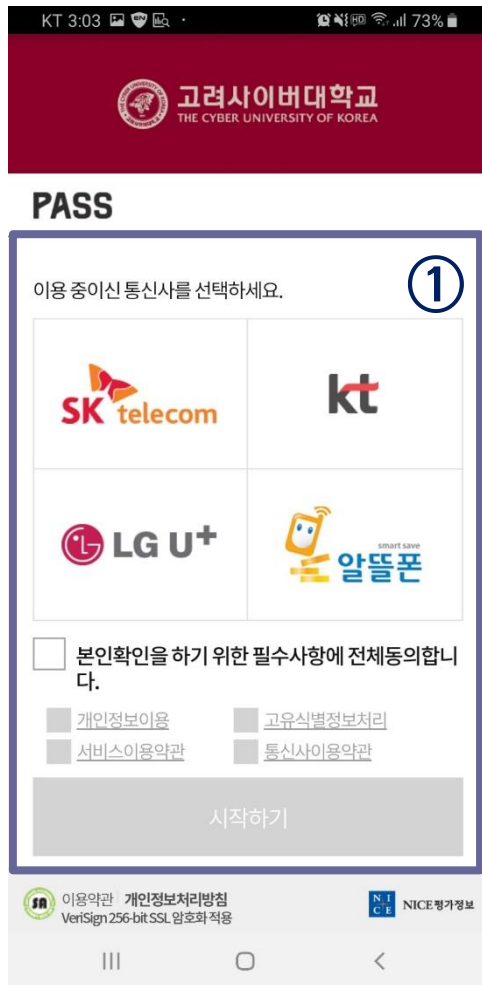 KT 3:03 73%
고려사이버대학교
THE CYBER UNIVERSITY OF KOREA
PASS
이용 중이신 통신사를 선택하세요.
①
SK telecom
kt
LG U+
smart save
알뜰폰
본인확인을 하기 위한 필수사항에 전체동의합니
다.
개인정보이용 고유식별정보처리
서비스이용약관 통신사이용약관
시작하기
이용약관 개인정보처리방침
VeriSign 256-bit SSL 암호화 적용
NICE NICE평가정보